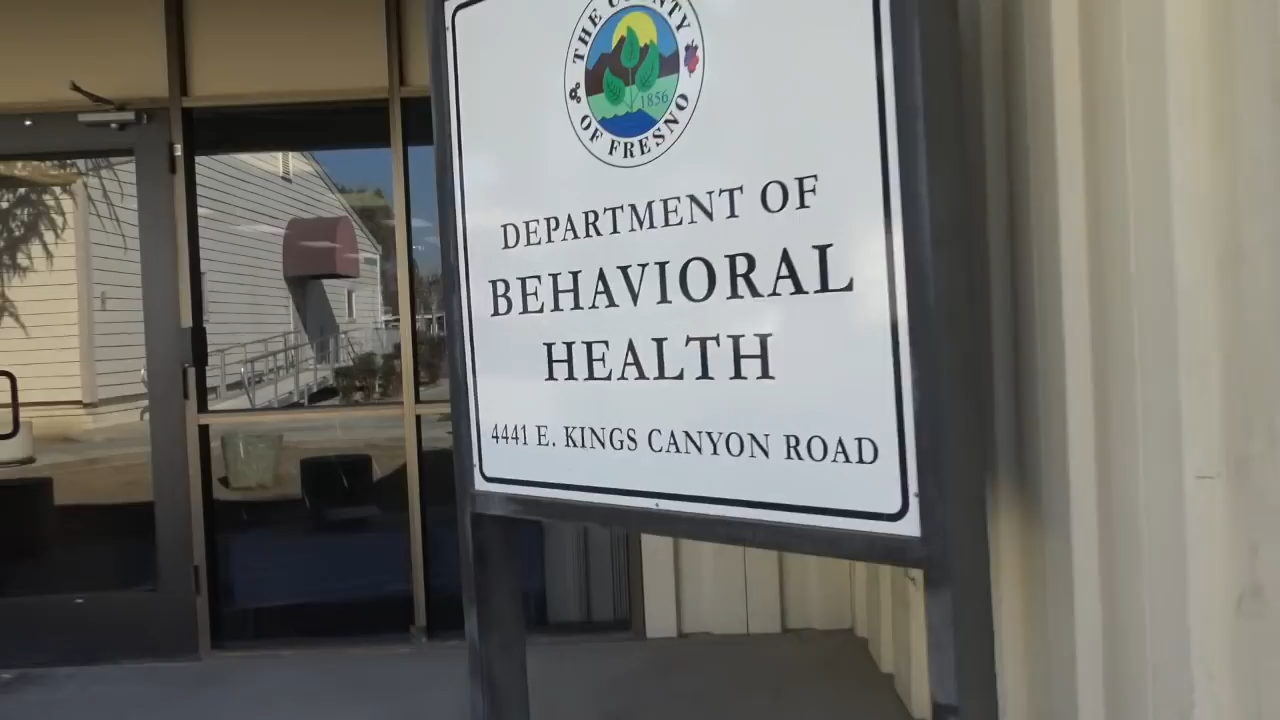 THE COUNTY
OF FRESNO
1856
DEPARTMENT OF
BEHAVIORAL
HEALTH
4441 E. KINGS CANYON ROAD